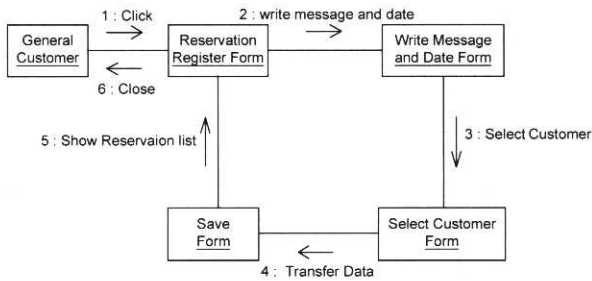 1 : Click
2 : write message and date
General
Customer
Reservation
Register Form
Write Message
and Date Form
6 : Close
5 : Show Reservaion list
3 : Select Customer
Save
Form
Select Customer
Form
4 : Transfer Data